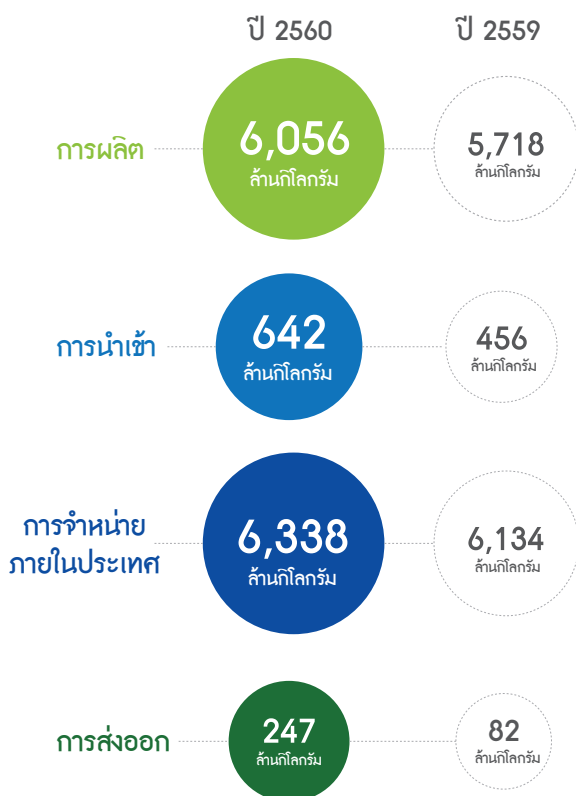 ปี 2560 ปี 2559
การผลิต 6,056 ล้านกิโลกรัม 5,718 ล้านกิโลกรัม
การนำเข้า 642 ล้านกิโลกรัม 456 ล้านกิโลกรัม
การจำหน่าย
ภายในประเทศ 6,338 ล้านกิโลกรัม 6,134 ล้านกิโลกรัม
การส่งออก 247 ล้านกิโลกรัม 82 ล้านกิโลกรัม